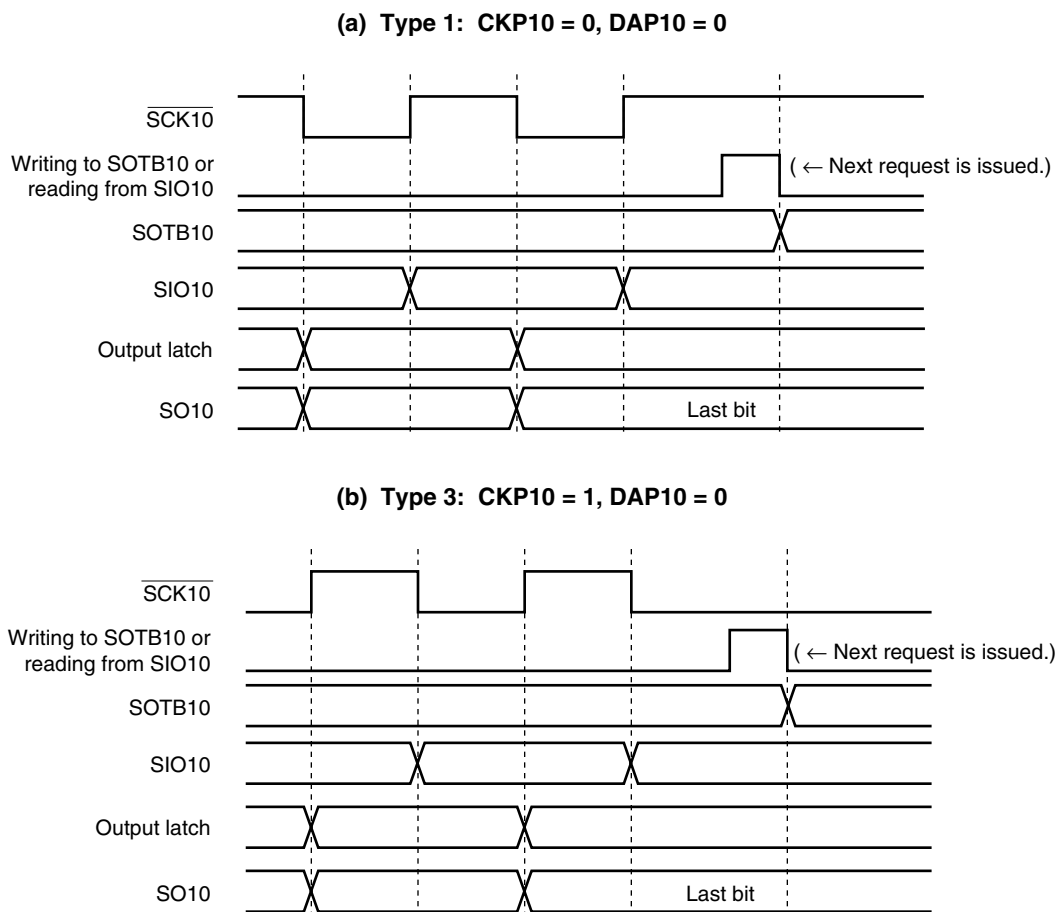 (a) Type 1: CKP10 = 0, DAP10 = 0
SCK10
Writing to SOTB10 or
reading from SIO10
( ← Next request is issued.)
SOTB10
SIO10
Output latch
SO10
Last bit
(b) Type 3: CKP10 = 1, DAP10 = 0
SCK10
Writing to SOTB10 or
reading from SIO10
( ← Next request is issued.)
SOTB10
SIO10
Output latch
SO10
Last bit